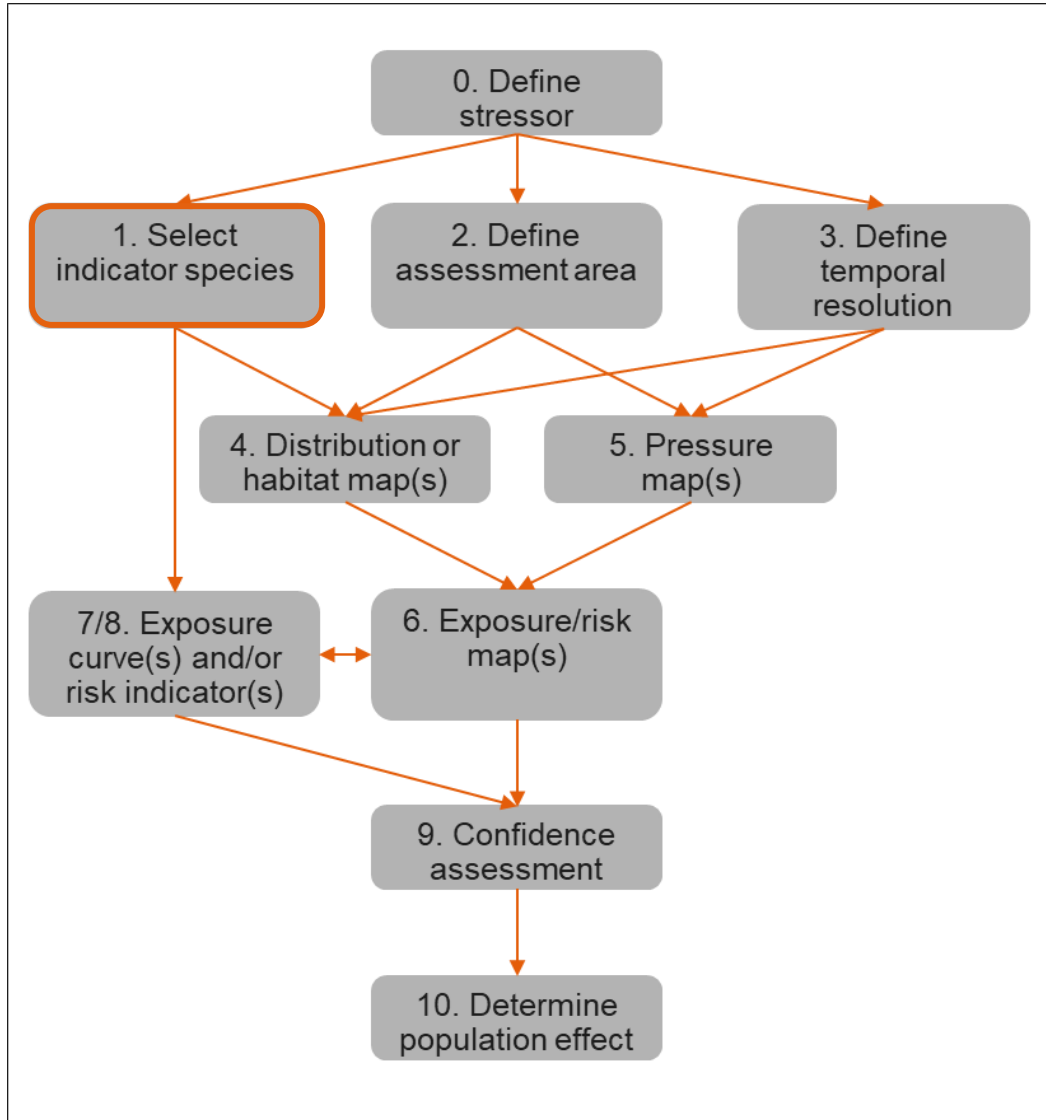 0. Define
stressor
1. Select
indicator species
2. Define
assessment area
3. Define
temporal
resolution
4. Distribution or
habitat map(s)
5. Pressure
map(s)
7/8. Exposure
curve(s) and/or
risk indicator(s)
6. Exposure/risk
map(s)
9. Confidence
assessment
10. Determine
population effect